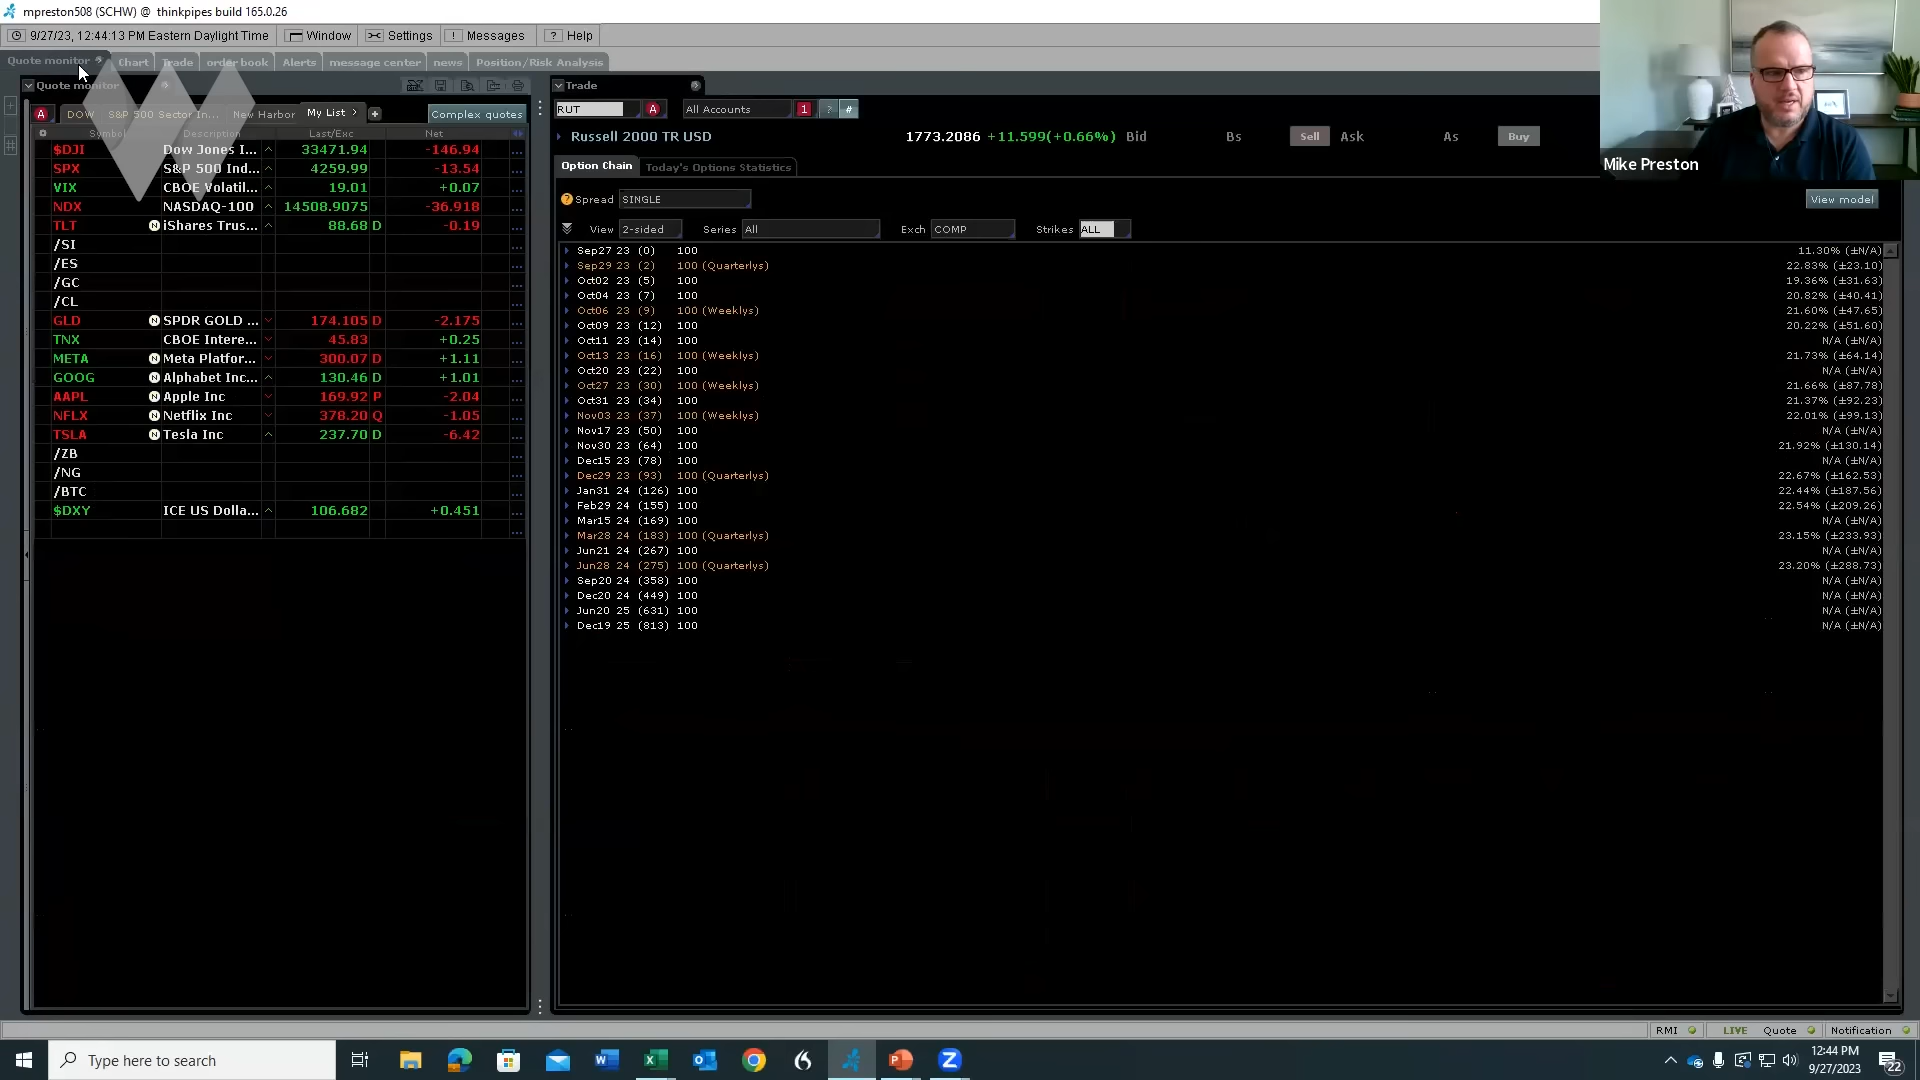 mpreston508 (SCHW) @ thinkpipes build 165.0.26
9/27/23, 12:44:13 PM Eastern Daylight Time Window Settings ! Messages ? Help
Quote monitor Chart Trade order book Alerts message center news Position/Risk Analysis
Quote monitor
A DOW S&P 500 Sector In... New Harbor My List > + Complex quotes
Symbol Description Last/Exc Net
$DJI Dow Jones I... 33471.94 -146.94
SPX S&P 500 Ind... 4259.99 -13.54
VIX CBOE Volatil... 19.01 +0.07
NDX NASDAQ-100 14508.9075 -36.918
TLT N iShares Trus... 88.68 D -0.19
/SI
/ES
/GC
/CL
GLD N SPDR GOLD ... 174.105 D -2.175
TNX CBOE Intere... 45.83 +0.25
META N Meta Platfor... 300.07 D +1.11
GOOG N Alphabet Inc... 130.46 D +1.01
AAPL N Apple Inc 169.92 P -2.04
NFLX N Netflix Inc 378.20 Q -1.05
TSLA N Tesla Inc 237.70 D -6.42
/ZB
/NG
/BTC
$DXY ICE US Dolla... 106.682 +0.451
Trade
RUT A All Accounts 1 ? #
Russell 2000 TR USD 1773.2086 +11.599(+0.66%) Bid Bs Sell Ask As Buy
Option Chain Today's Options Statistics
? Spread SINGLE View model
View 2-sided Series All Exch COMP Strikes ALL
Sep27 23 (0) 100 11.30% (±N/A)
Sep29 23 (2) 100 (Quarterlys) 22.83% (±23.10)
Oct02 23 (5) 100 19.36% (±31.63)
Oct04 23 (7) 100 20.82% (±40.41)
Oct06 23 (9) 100 (Weeklys) 21.60% (±47.65)
Oct09 23 (12) 100 20.22% (±51.60)
Oct11 23 (14) 100 N/A (±N/A)
Oct13 23 (16) 100 (Weeklys) 21.73% (±64.14)
Oct20 23 (22) 100 N/A (±N/A)
Oct27 23 (30) 100 (Weeklys) 21.66% (±87.78)
Oct31 23 (34) 100 21.37% (±92.23)
Nov03 23 (37) 100 (Weeklys) 22.01% (±99.13)
Nov17 23 (50) 100 N/A (±N/A)
Nov30 23 (64) 100 21.92% (±130.14)
Dec15 23 (78) 100 N/A (±N/A)
Dec29 23 (93) 100 (Quarterlys) 22.67% (±162.53)
Jan31 24 (126) 100 22.44% (±187.56)
Feb29 24 (155) 100 22.54% (±209.26)
Mar15 24 (169) 100 N/A (±N/A)
Mar28 24 (183) 100 (Quarterlys) 23.15% (±233.93)
Jun21 24 (267) 100 N/A (±N/A)
Jun28 24 (275) 100 (Quarterlys) 23.20% (±288.73)
Sep20 24 (358) 100 N/A (±N/A)
Dec20 24 (449) 100 N/A (±N/A)
Jun20 25 (631) 100 N/A (±N/A)
Dec19 25 (813) 100 N/A (±N/A)
Mike Preston
RMI LIVE Quote Notification
Type here to search
12:44 PM
9/27/2023
22